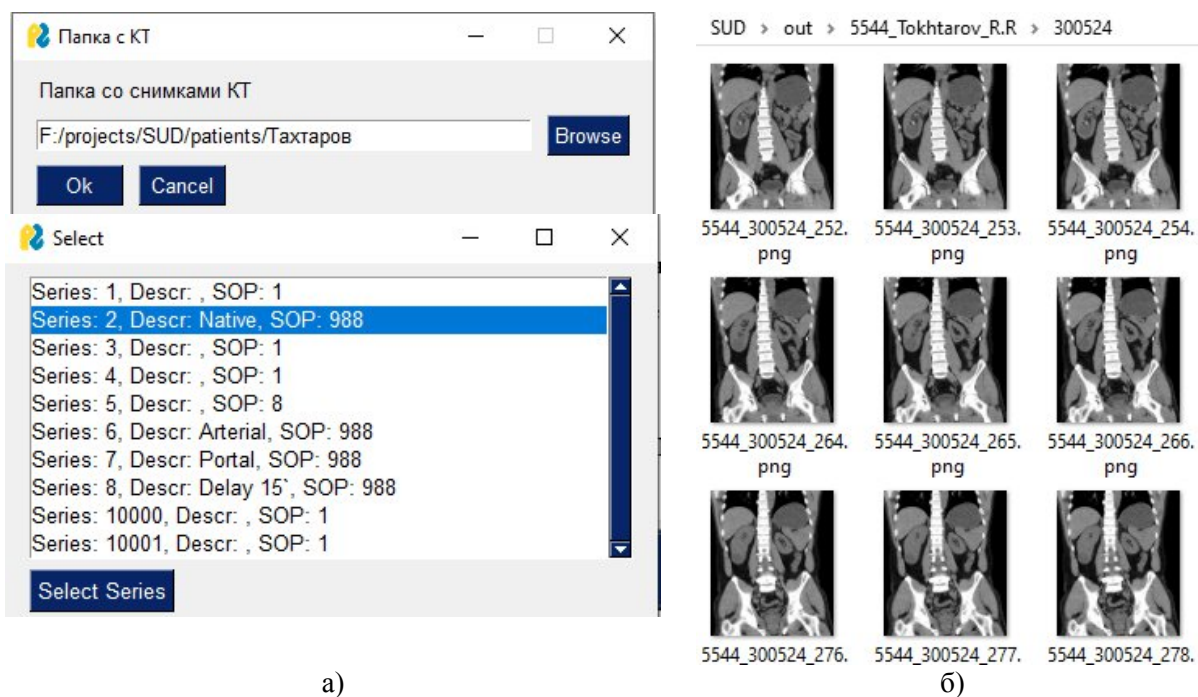 Папка с КТ
Папка со снимками КТ
F:/projects/SUD/patients/Тахтаров
Browse
Ok Cancel
Select
Series: 1, Descr: , SOP: 1
Series: 2, Descr: Native, SOP: 988
Series: 3, Descr: , SOP: 1
Series: 4, Descr: , SOP: 1
Series: 5, Descr: , SOP: 8
Series: 6, Descr: Arterial, SOP: 988
Series: 7, Descr: Portal, SOP: 988
Series: 8, Descr: Delay 15`, SOP: 988
Series: 10000, Descr: , SOP: 1
Series: 10001, Descr: , SOP: 1
Select Series
а)
SUD > out > 5544_Tokhtarov_R.R > 300524
5544_300524_252. 5544_300524_253. 5544_300524_254.
png png png
5544_300524_264. 5544_300524_265. 5544_300524_266.
png png png
5544_300524_276. 5544_300524_277. 5544_300524_278.
б)